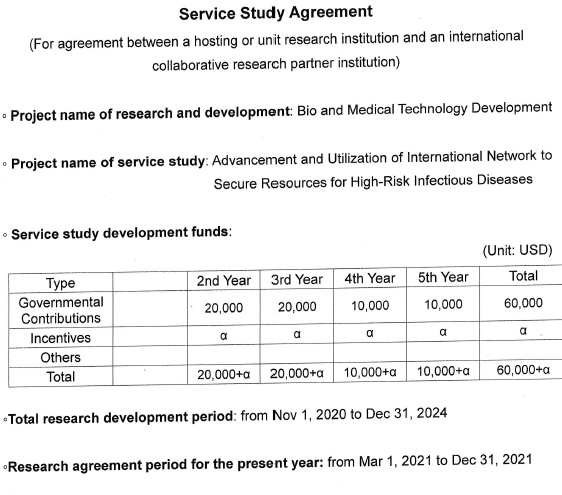 Service Study Agreement
(For agreement between a hosting or unit research institution and an international
collaborative research partner institution)
◦ Project name of research and development: Bio and Medical Technology Development
◦ Project name of service study: Advancement and Utilization of International Network to
Secure Resources for High-Risk Infectious Diseases
◦ Service study development funds:
(Unit: USD)
Type 2nd Year 3rd Year 4th Year 5th Year Total
Governmental
Contributions 20,000 20,000 10,000 10,000 60,000
Incentives α α α α α
Others
Total 20,000+α 20,000+α 10,000+α 10,000+α 60,000+α
◦Total research development period: from Nov 1, 2020 to Dec 31, 2024
◦Research agreement period for the present year: from Mar 1, 2021 to Dec 31, 2021